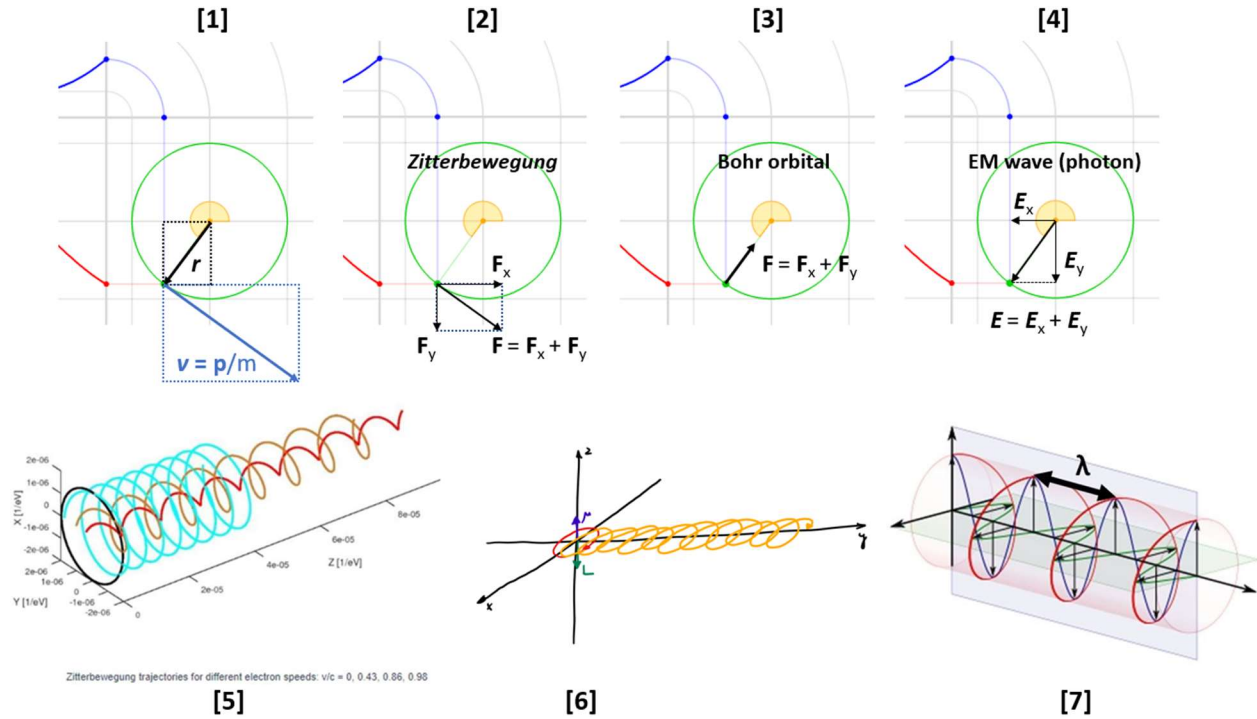 [1]
[2]
[3]
[4]
r
v = p/m
Zitterbewegung
Fx
Fy
F = Fx + Fy
Bohr orbital
F = Fx + Fy
EM wave (photon)
Ex
Ey
E = Ex + Ey
2e-06
1e-06
0
-1e-06
-2e-06
X [1/eV]
2e-06
1e-06
0
-1e-06
-2e-06
Y [1/eV]
0
2e-05
4e-05
6e-05
8e-05
Z [1/eV]
Zitterbewegung trajectories for different electron speeds: v/c = 0, 0.43, 0.86, 0.98
z
μ
L
x
y
λ
[5]
[6]
[7]